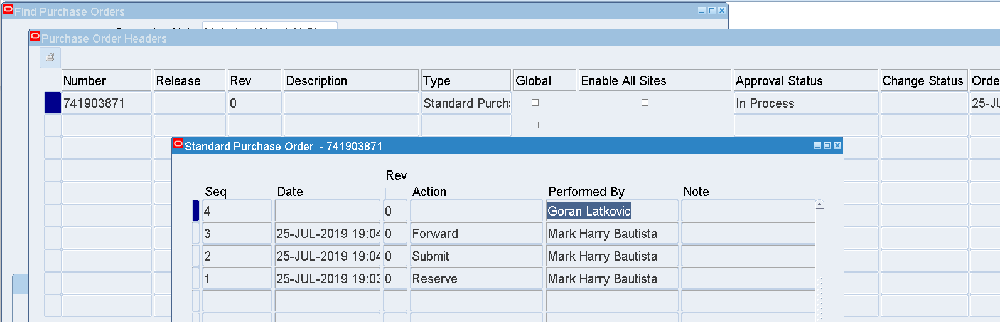 Find Purchase Orders
Purchase Order Headers
Number Release Rev Description Type Global Enable All Sites Approval Status Change Status Orde
741903871 0 Standard Purcha In Process 25-JU
Standard Purchase Order - 741903871
Rev
Seq Date Action Performed By Note
4 0 Goran Latkovic
3 25-JUL-2019 19:04 0 Forward Mark Harry Bautista
2 25-JUL-2019 19:04 0 Submit Mark Harry Bautista
1 25-JUL-2019 19:03 0 Reserve Mark Harry Bautista